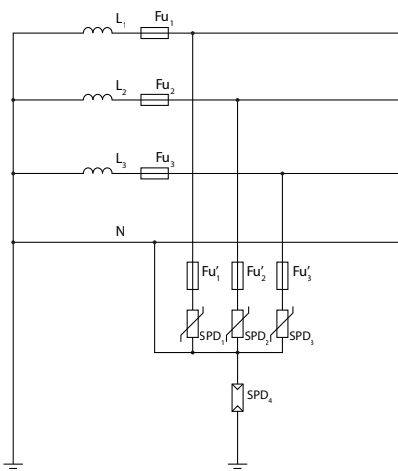 L₁ Fu₁
L₂ Fu₂
L₃ Fu₃
N
Fu'₁ Fu'₂ Fu'₃
SPD₁ SPD₂ SPD₃
SPD₄